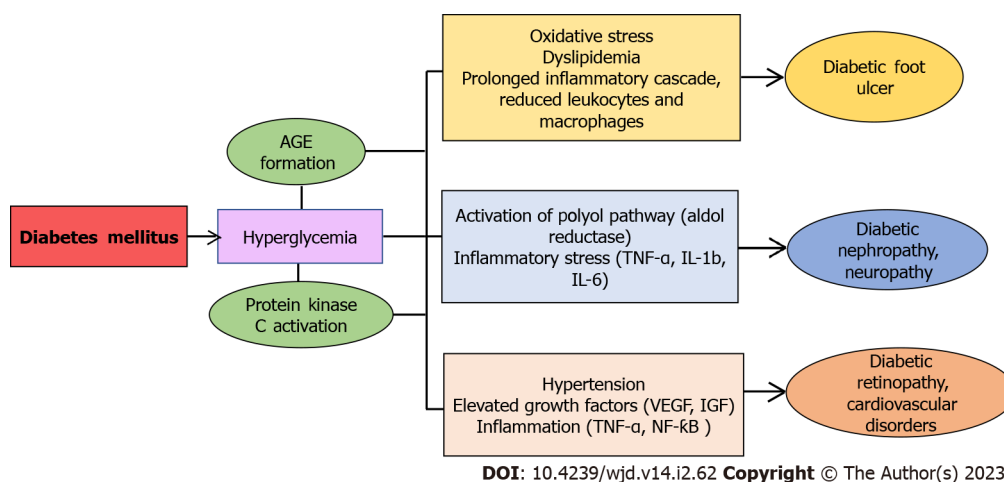 Oxidative stress
Dyslipidemia
Prolonged inflammatory cascade,
reduced leukocytes and
macrophages
Diabetic foot
ulcer
AGE
formation
Diabetes mellitus
Hyperglycemia
Activation of polyol pathway (aldol
reductase)
Inflammatory stress (TNF-α, IL-1b,
IL-6)
Diabetic
nephropathy,
neuropathy
Protein kinase
C activation
Hypertension
Elevated growth factors (VEGF, IGF)
Inflammation (TNF-α, NF-ƙB )
Diabetic
retinopathy,
cardiovascular
disorders
DOI: 10.4239/wjd.v14.i2.62 Copyright © The Author(s) 2023